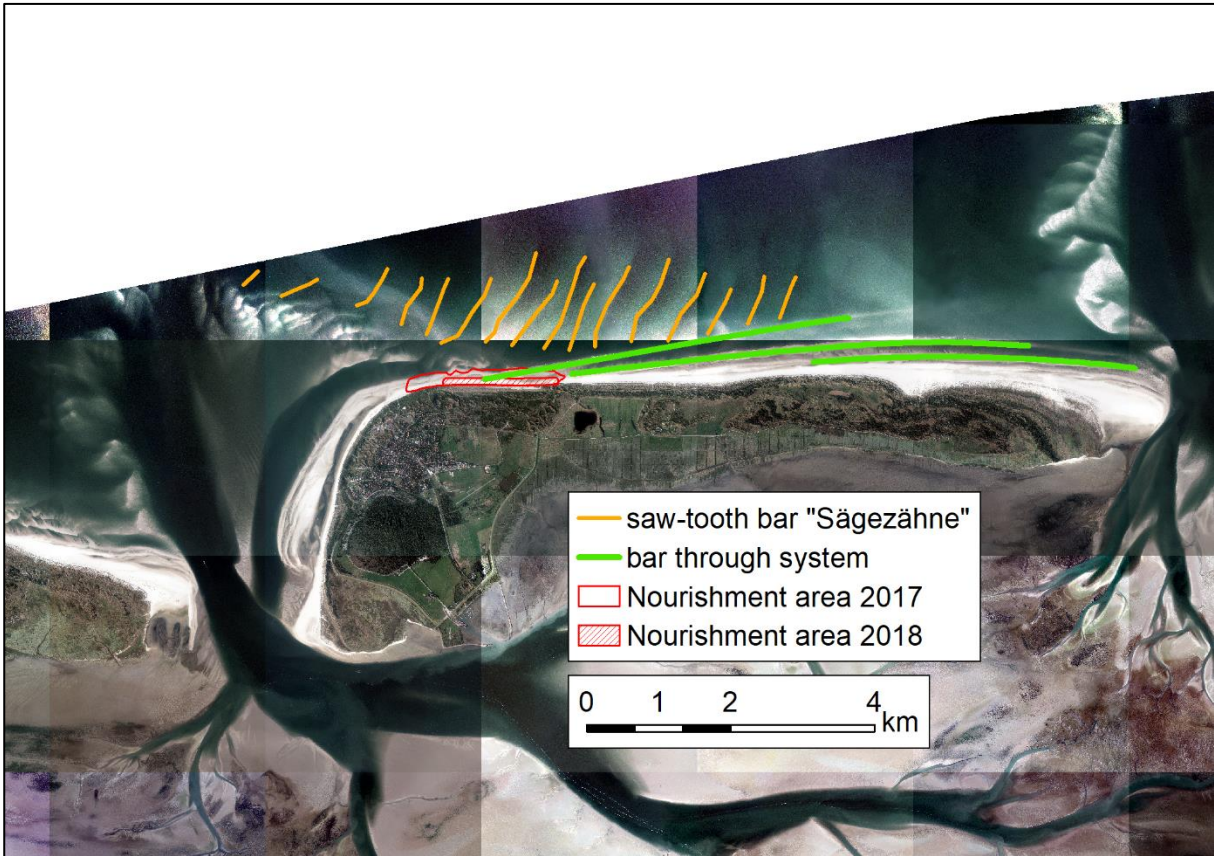 saw-tooth bar "Sägezähne"
bar through system
Nourishment area 2017
Nourishment area 2018
0 1 2 4
km